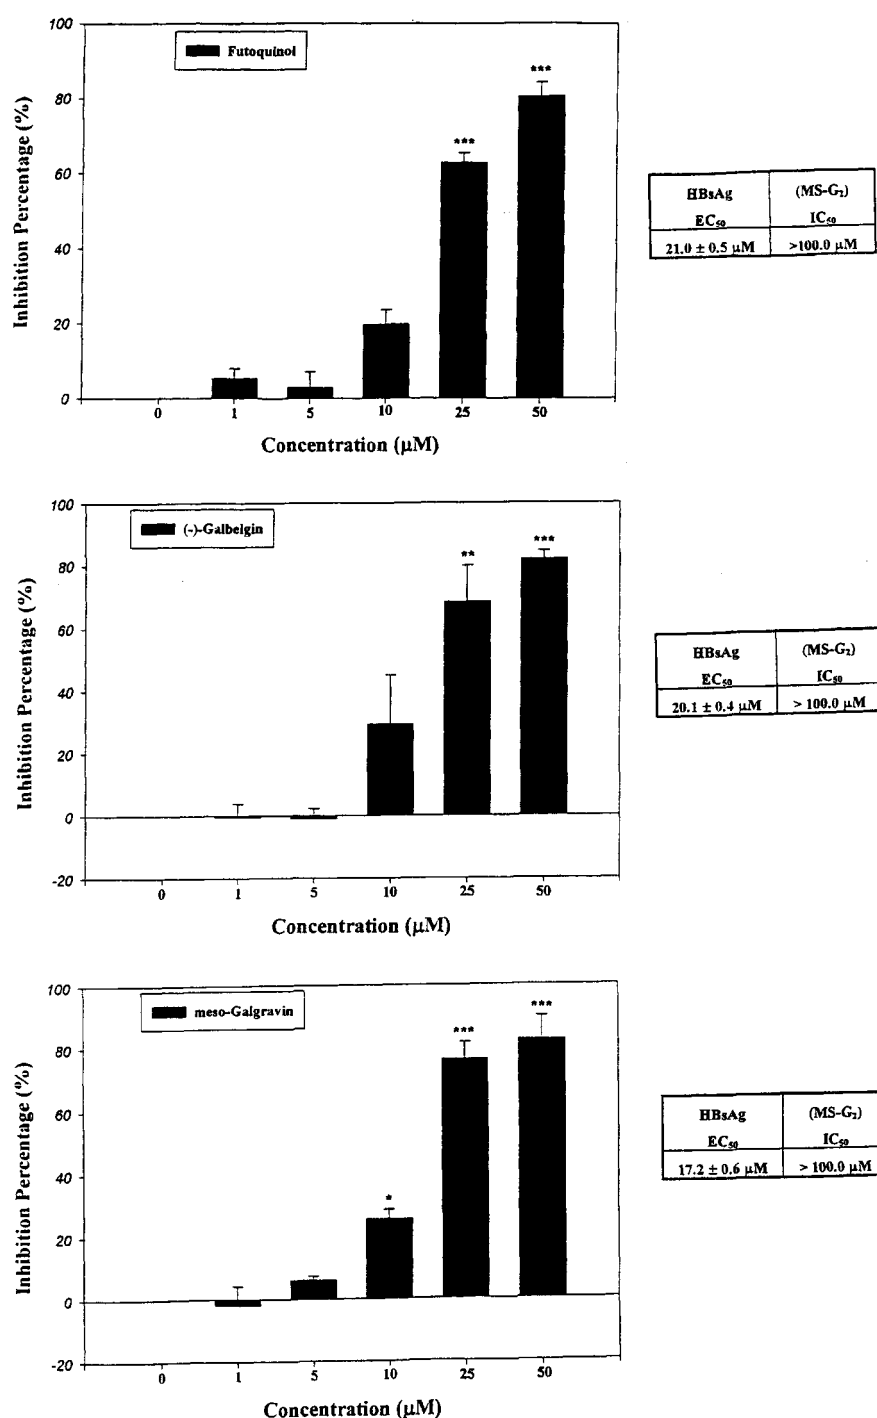 100
Futoquinol
***
***
80
60
40
20
0
Inhibition Percentage (%)
0 1 5 10 25 50
Concentration (μM)
HBsAg (MS-G₂)
EC₅₀ IC₅₀
21.0 ± 0.5 μM >100.0 μM
100
(-)-Galbelgin
**
***
80
60
40
20
0
-20
Inhibition Percentage (%)
0 1 5 10 25 50
Concentration (μM)
HBsAg (MS-G₂)
EC₅₀ IC₅₀
20.1 ± 0.4 μM > 100.0 μM
100
meso-Galgravin
***
***
80
60
40
*
20
0
-20
Inhibition Percentage (%)
0 1 5 10 25 50
Concentration (μM)
HBsAg (MS-G₂)
EC₅₀ IC₅₀
17.2 ± 0.6 μM > 100.0 μM